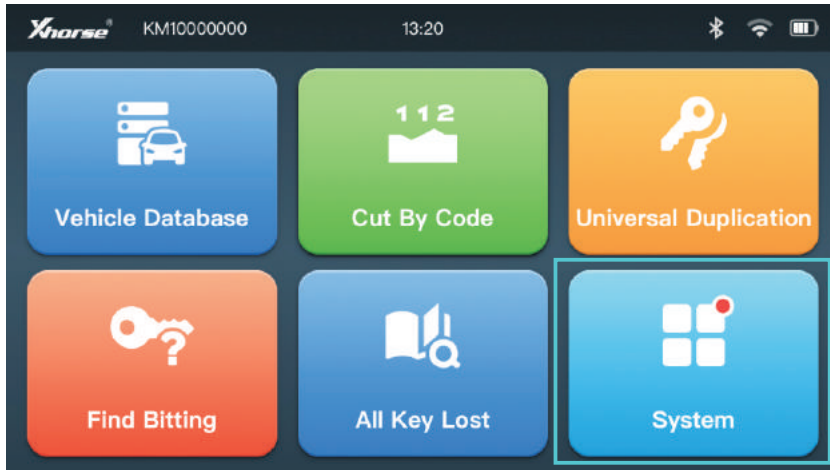 Xhorse® KM10000000 13:20
112
Vehicle Database Cut By Code Universal Duplication
?
Find Bitting All Key Lost System